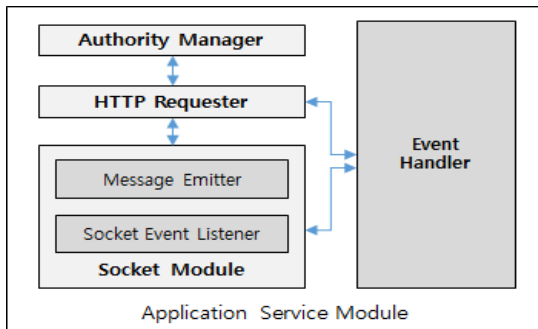 Authority Manager
HTTP Requester
Message Emitter
Socket Event Listener
Socket Module
Event
Handler
Application Service Module